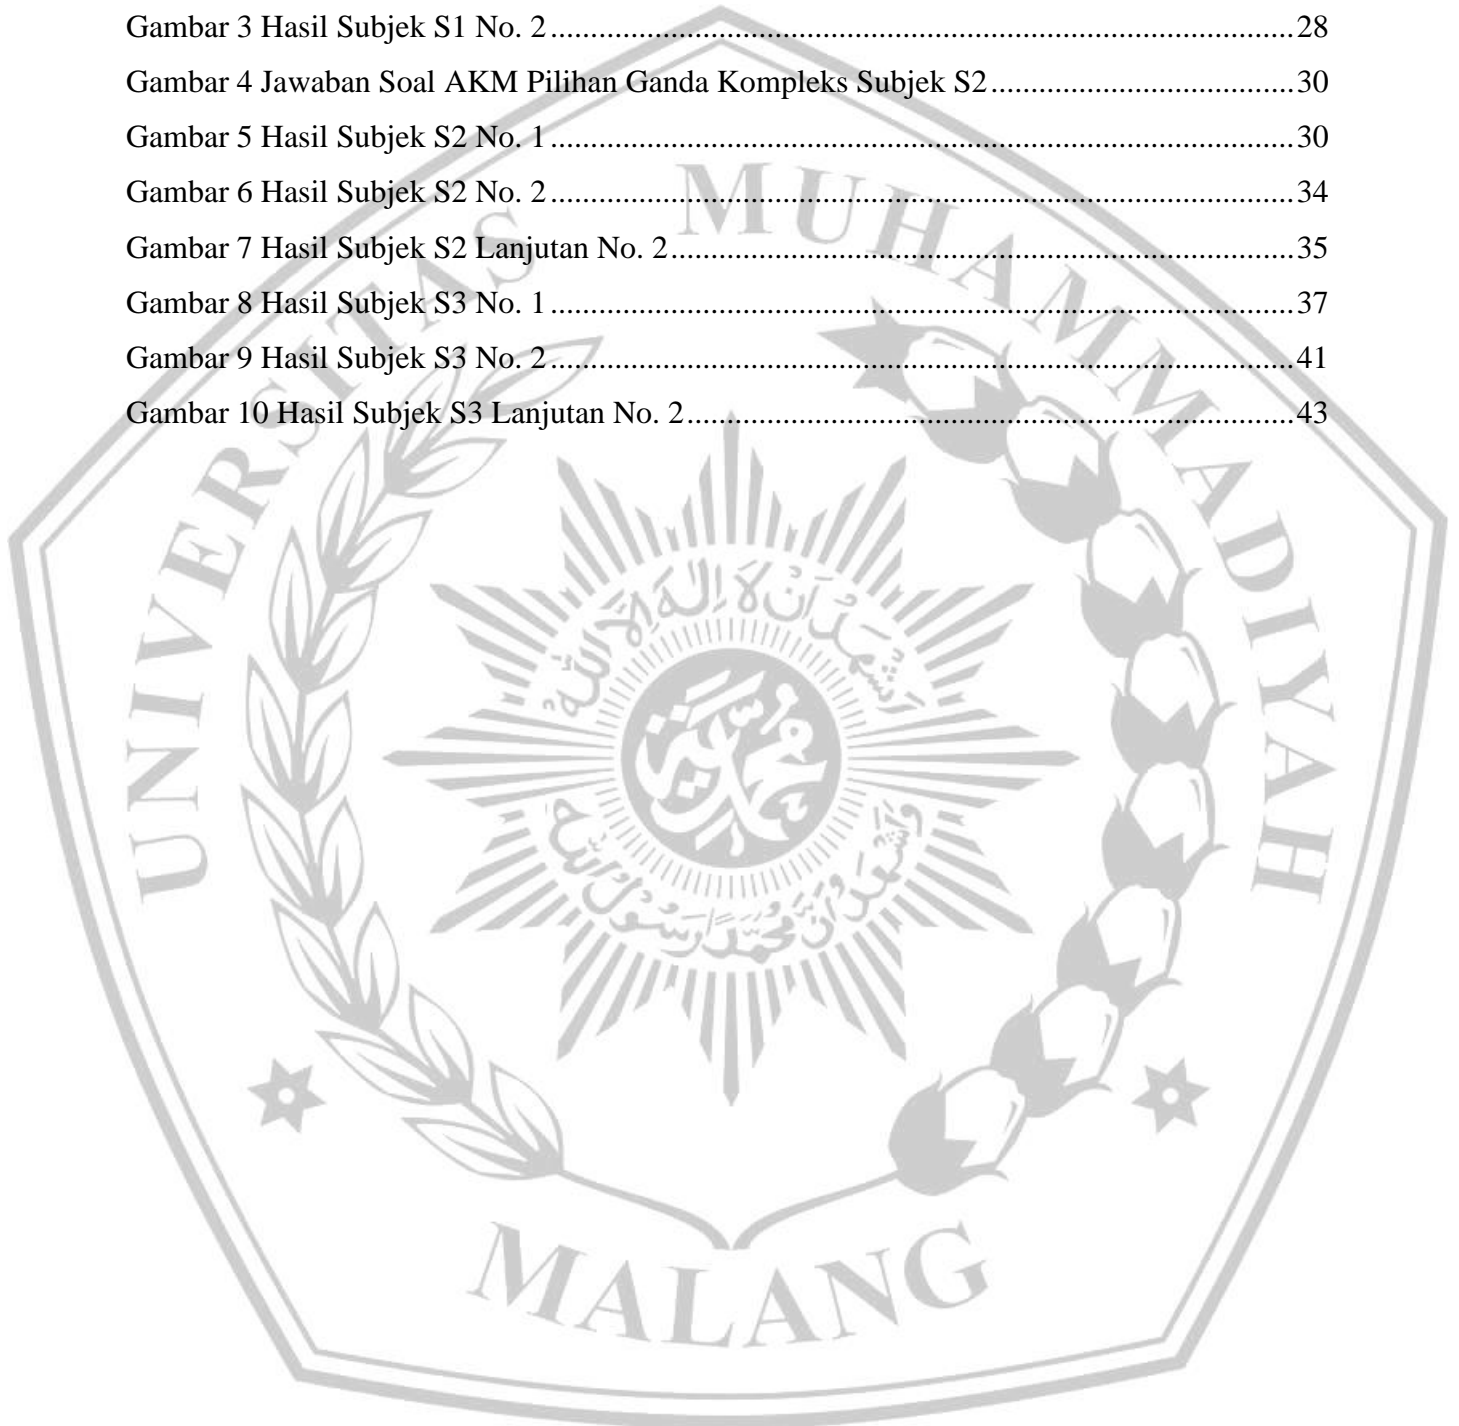 Gambar 3 Hasil Subjek S1 No. 2 ........................................................................................... 28
Gambar 4 Jawaban Soal AKM Pilihan Ganda Kompleks Subjek S2 ..................................... 30
Gambar 5 Hasil Subjek S2 No. 1 ........................................................................................... 30
Gambar 6 Hasil Subjek S2 No. 2 ........................................................................................... 34
Gambar 7 Hasil Subjek S2 Lanjutan No. 2 ............................................................................ 35
Gambar 8 Hasil Subjek S3 No. 1 ........................................................................................... 37
Gambar 9 Hasil Subjek S3 No. 2 ........................................................................................... 41
Gambar 10 Hasil Subjek S3 Lanjutan No. 2 .......................................................................... 43
UNIVERSITAS MUHAMMADIYAH
MALANG